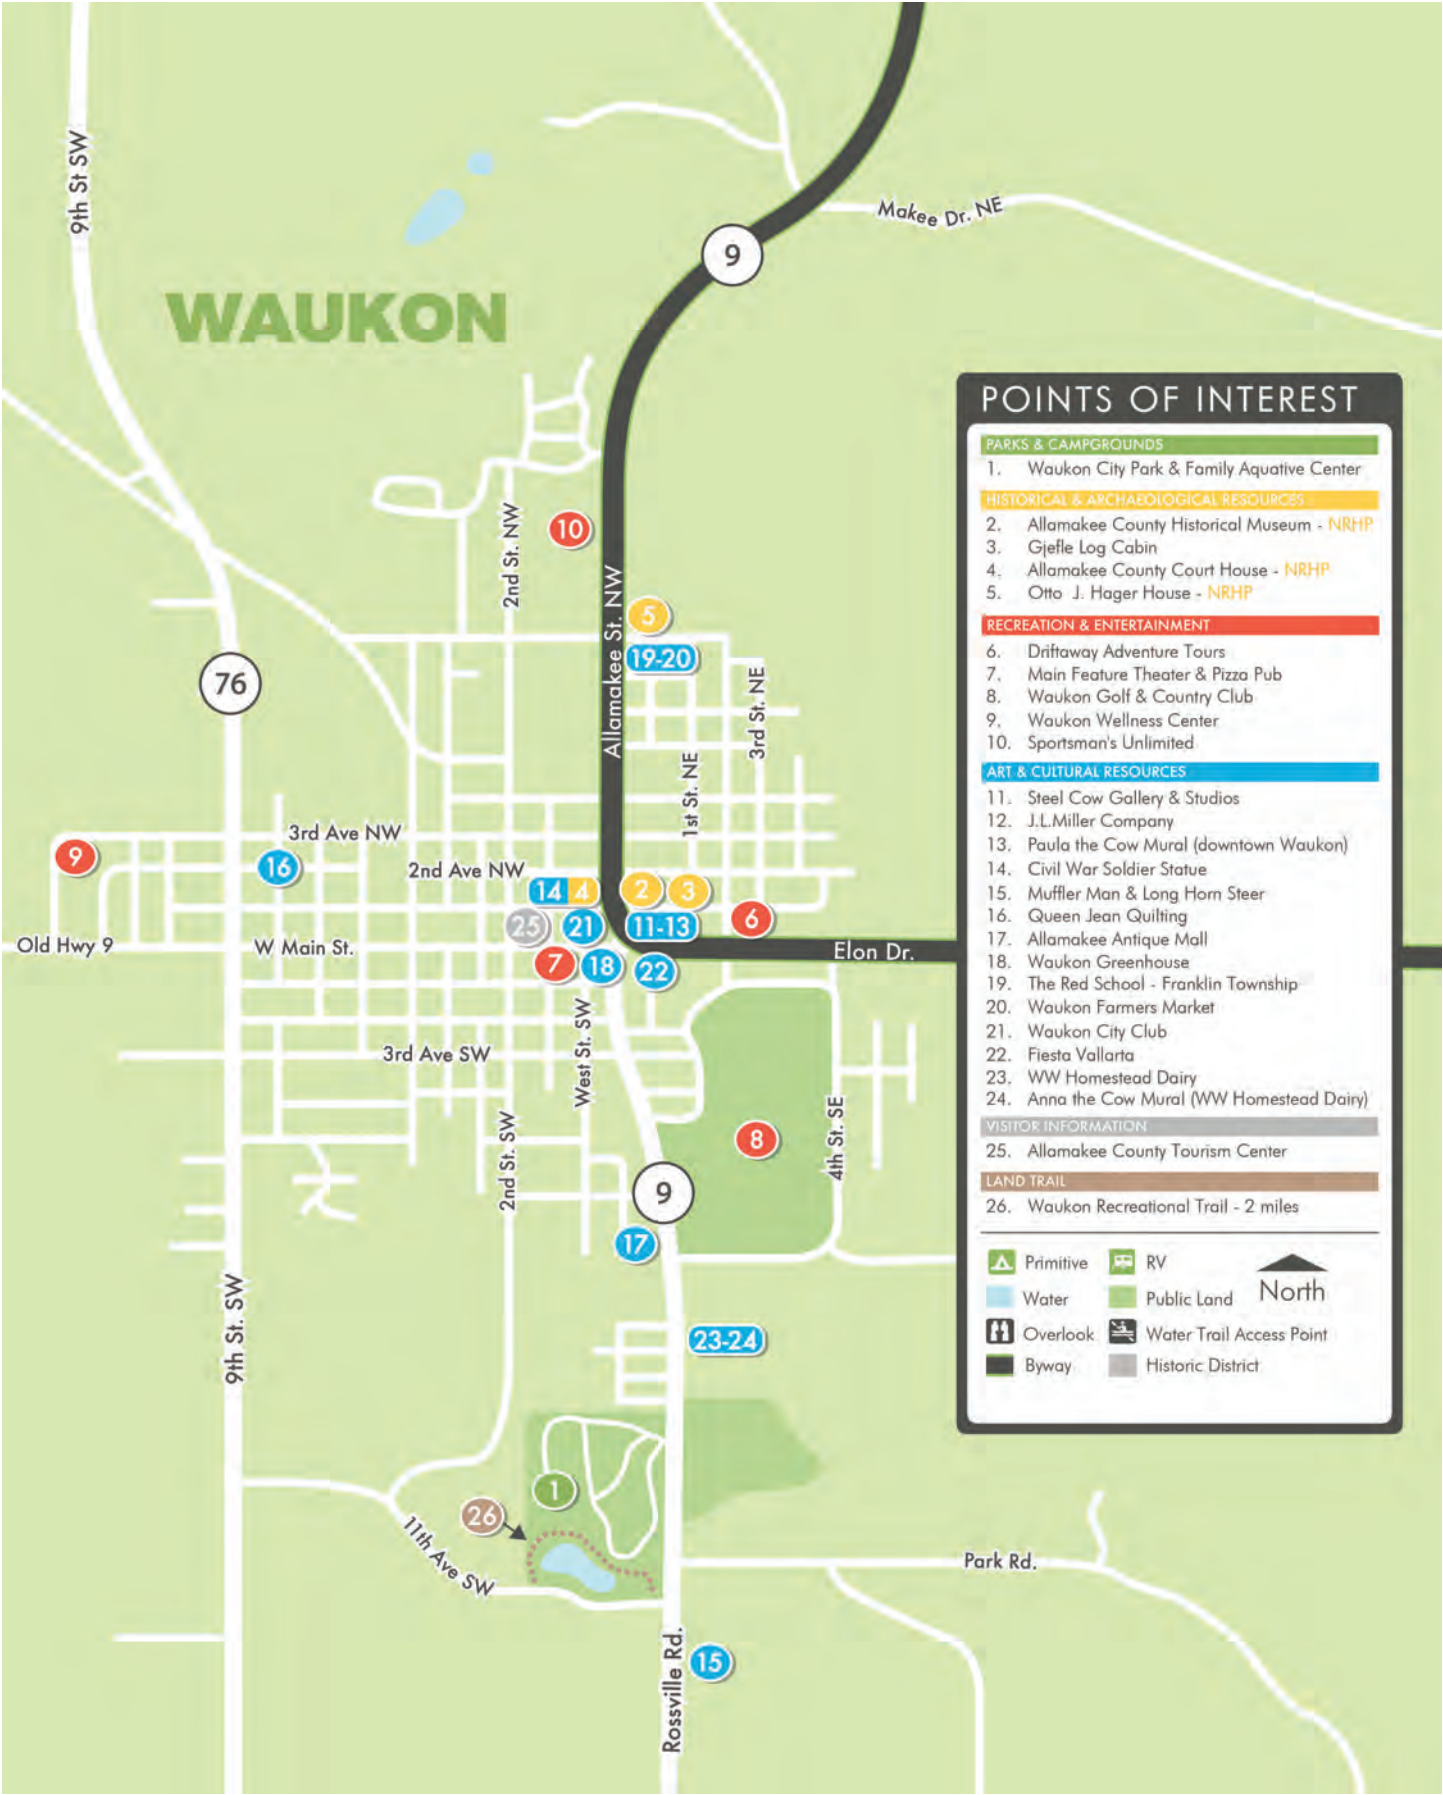 9th St SW
Makee Dr. NE
9
WAUKON
POINTS OF INTEREST
PARKS & CAMPGROUNDS
1. Waukon City Park & Family Aquative Center
HISTORICAL & ARCHAEOLOGICAL RESOURCES
2. Allamakee County Historical Museum - NRHP
3. Gjefle Log Cabin
4. Allamakee County Court House - NRHP
5. Otto J. Hager House - NRHP
RECREATION & ENTERTAINMENT
6. Driftaway Adventure Tours
7. Main Feature Theater & Pizza Pub
8. Waukon Golf & Country Club
9. Waukon Wellness Center
10. Sportsman's Unlimited
ART & CULTURAL RESOURCES
11. Steel Cow Gallery & Studios
12. J.L.Miller Company
13. Paula the Cow Mural (downtown Waukon)
14. Civil War Soldier Statue
15. Muffler Man & Long Horn Steer
16. Queen Jean Quilting
17. Allamakee Antique Mall
18. Waukon Greenhouse
19. The Red School - Franklin Township
20. Waukon Farmers Market
21. Waukon City Club
22. Fiesta Vallarta
23. WW Homestead Dairy
24. Anna the Cow Mural (WW Homestead Dairy)
VISITOR INFORMATION
25. Allamakee County Tourism Center
LAND TRAIL
26. Waukon Recreational Trail - 2 miles
Primitive
RV
North
Water
Public Land
Overlook
Water Trail Access Point
Byway
Historic District
10
2nd St. NW
Allamakee St. NW
5
19-20
76
3rd St. NE
1st St. NE
3rd Ave NW
9
16
2nd Ave NW
14 4
2
3
25
21
11-13
6
Old Hwy 9
W Main St.
Elon Dr.
7
18
22
West St. SW
3rd Ave SW
2nd St. SW
8
4th St. SE
9
17
9th St. SW
23-24
1
26
11th Ave SW
Park Rd.
Rossville Rd.
15